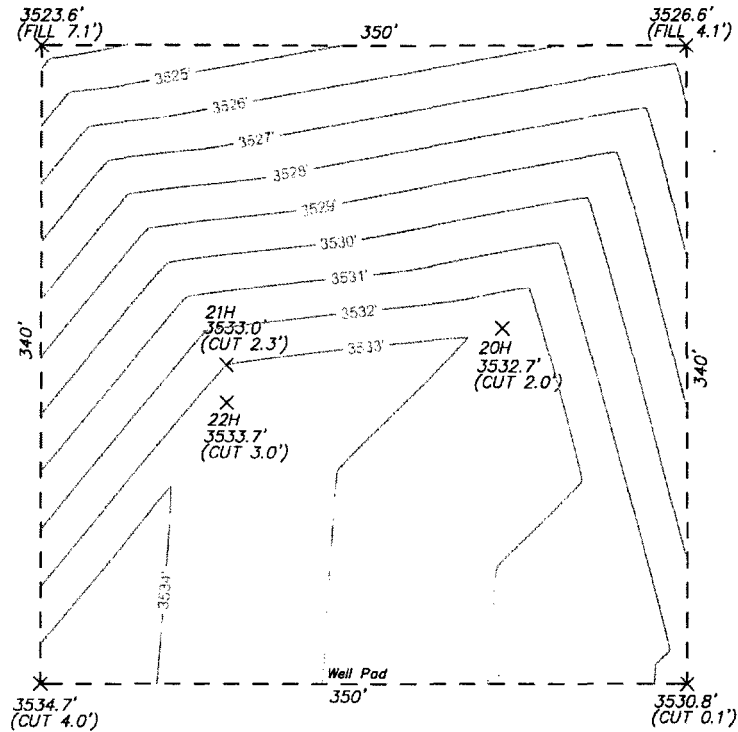 3523.6'
(FILL 7.1')
350'
3526.6'
(FILL 4.1')
3525'
3526'
3527'
3528'
3529'
3530'
3531'
3532'
3533'
21H
3533.0'
(CUT 2.3')
20H
3532.7'
(CUT 2.0')
22H
3533.7'
(CUT 3.0')
340'
340'
3534'
Well Pad
350'
3534.7'
(CUT 4.0')
3530.8'
(CUT 0.1')